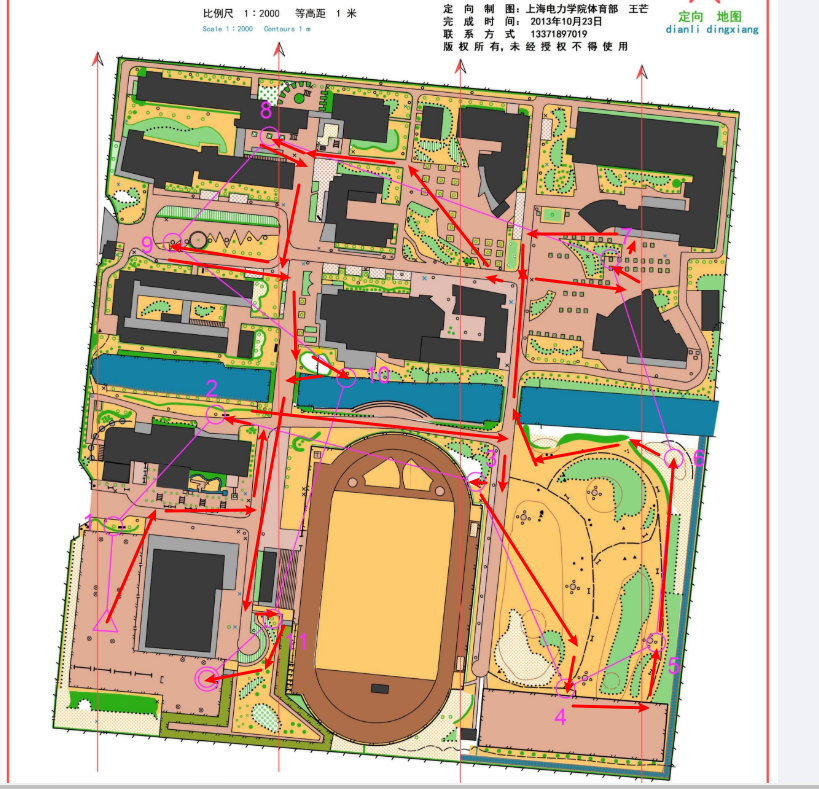 比例尺 1:2000 等高距 1 米
Scale 1:2000 Contours 1 m
定 向 制 图: 上海电力学院体育部 王芒
完 成 时 间: 2013年10月23日
联 系 方 式 13371897019
版 权 所 有, 未 经 授 权 不 得 使 用
定向 地图
dianli dingxiang
8
7
9
10
2
3
6
1
11
5
4